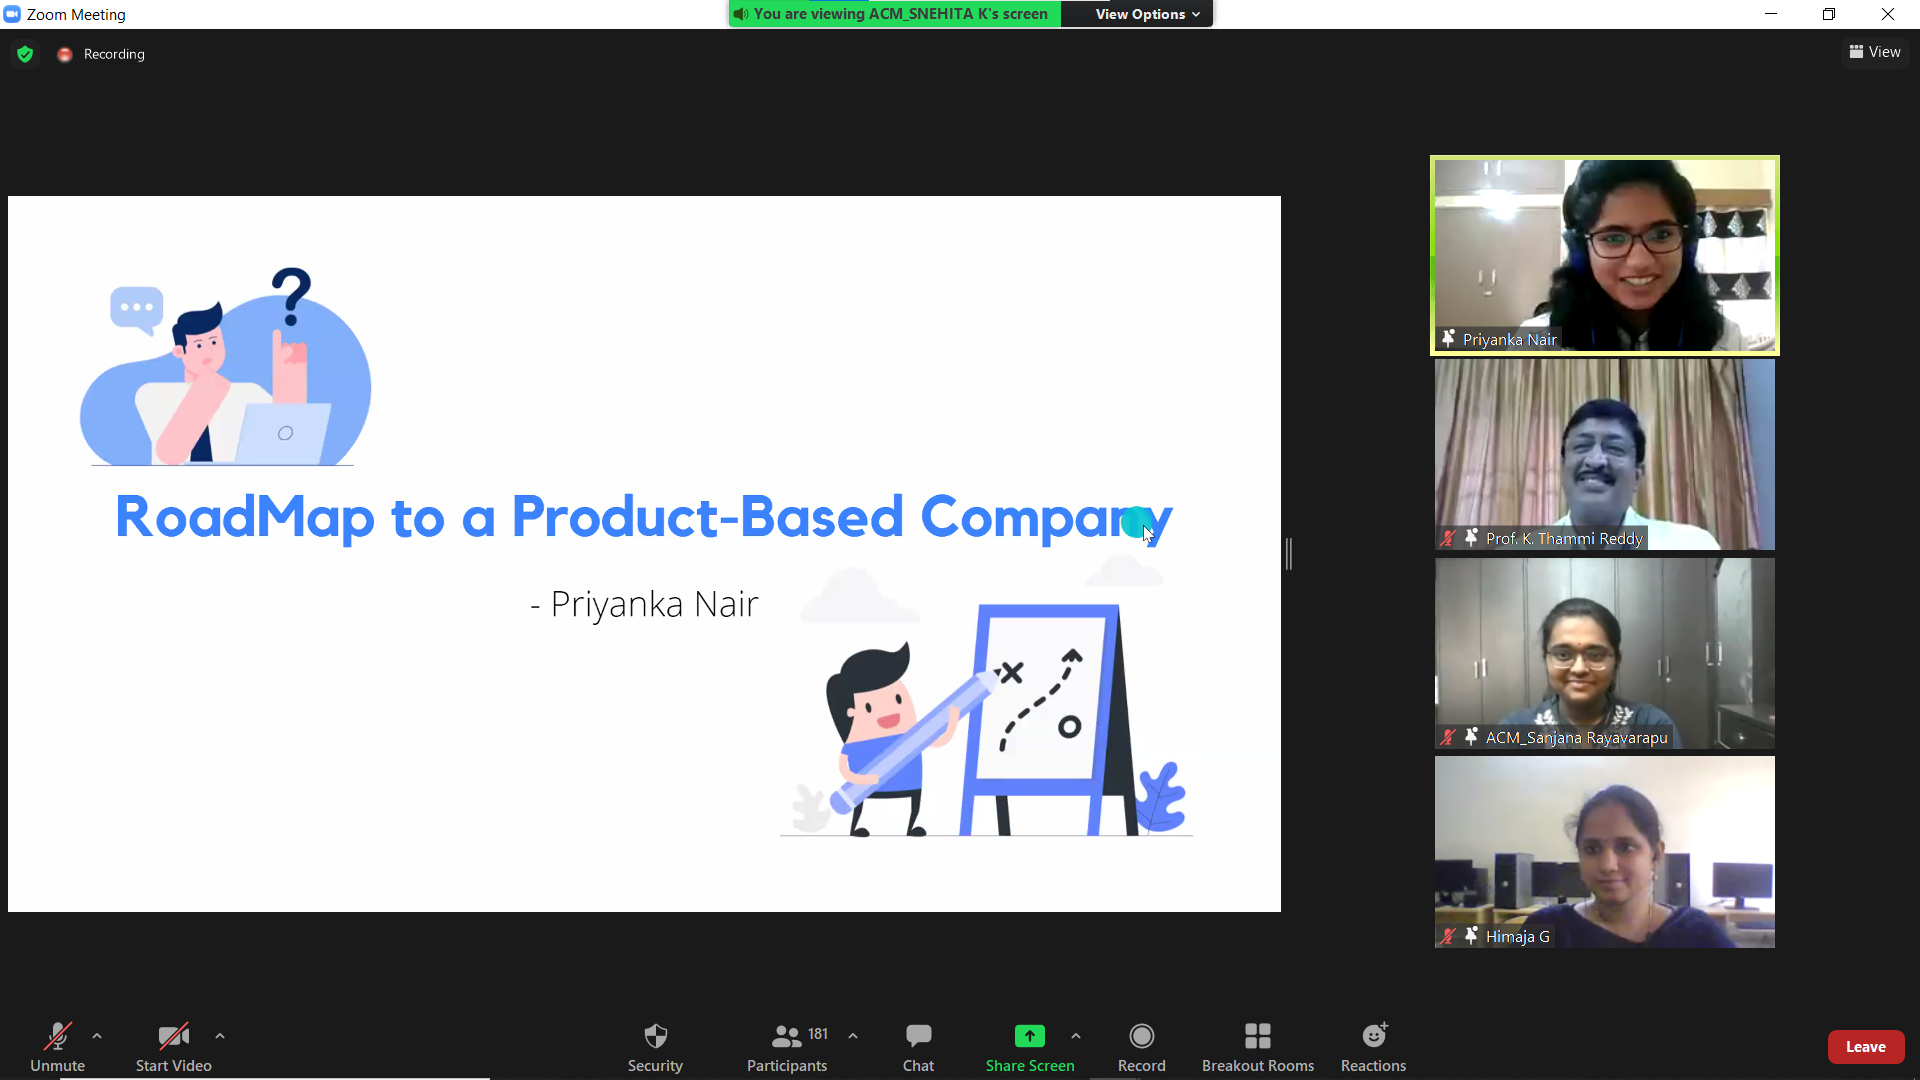 Zoom Meeting
You are viewing ACM_SNEHITA K's screen
View Options
Recording
View
RoadMap to a Product-Based Company
- Priyanka Nair
Priyanka Nair
Prof. K. Thammi Reddy
ACM_Sanjana Rayavarapu
Himaja G
Unmute
Start Video
Security
181
Participants
Chat
Share Screen
Record
Breakout Rooms
Reactions
Leave